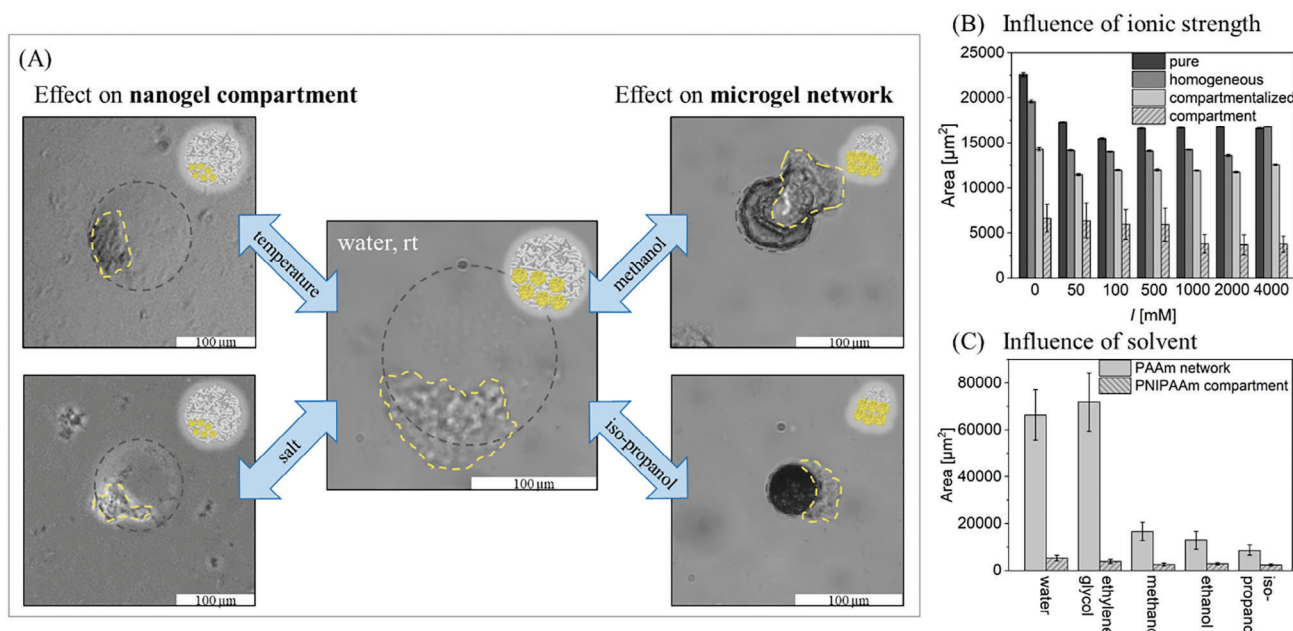 (A)
Effect on nanogel compartment
Effect on microgel network
100 µm
100 µm
water, rt
100 µm
100 µm
100 µm
temperature
methanol
salt
iso-propanol
(B) Influence of ionic strength
25000
20000
15000
10000
5000
0
Area [µm²]
pure
homogeneous
compartmentalized
compartment
0 50 100 500 1000 2000 4000
I [mM]
(C) Influence of solvent
80000
60000
40000
20000
0
Area [µm²]
PAAm network
PNIPAAm compartment
water
ethylene
glycol
methano
ethanol
iso-
propano